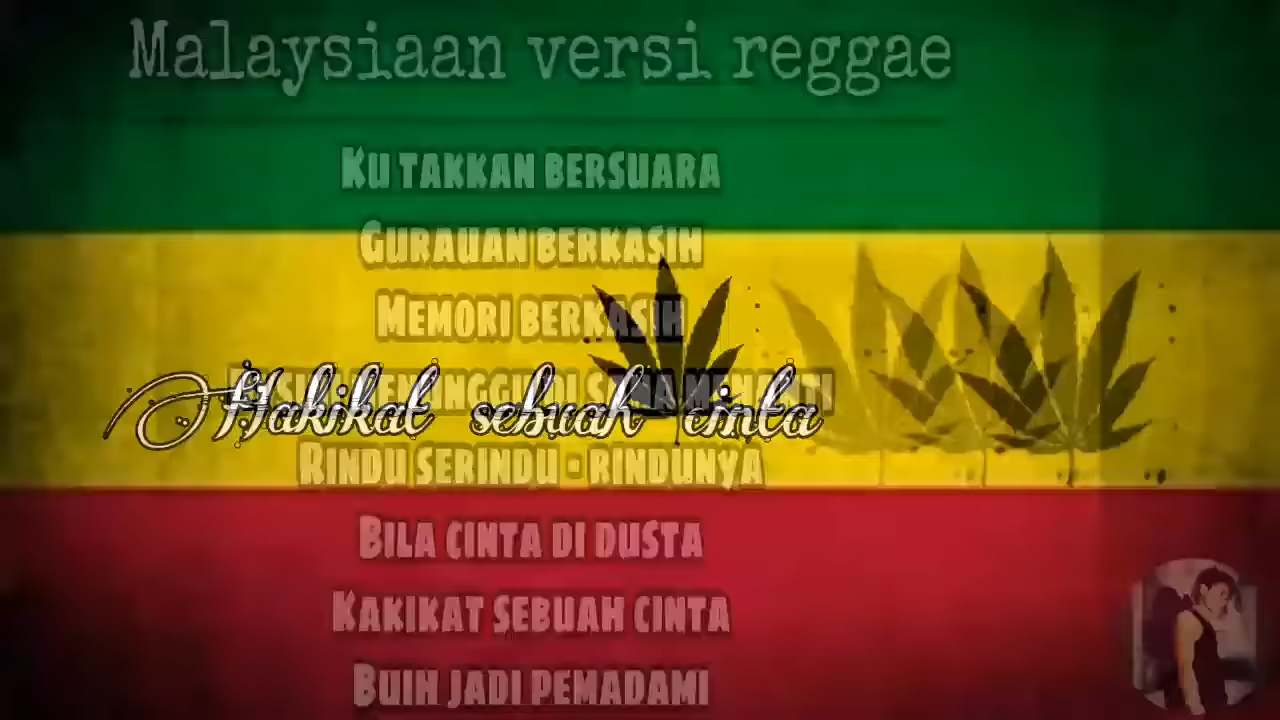 Malaysiaan versi reggae
Ku takkan bersuara
Gurauan berkasih
Memori berkasih
Hakikat sebuah cinta
Rindu serindu - rindunya
Bila cinta di dusta
Kakikat sebuah cinta
Buih jadi pemadami